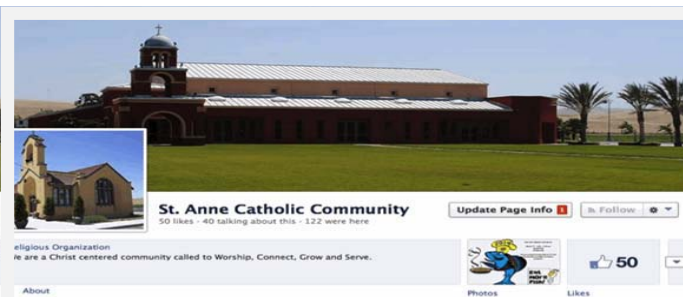 St. Anne Catholic Community
Update Page Info 1
Follow
50 likes · 40 talking about this · 122 were here
eligious Organization
e are a Christ centered community called to Worship, Connect, Grow and Serve.
50
About
Photos
Likes